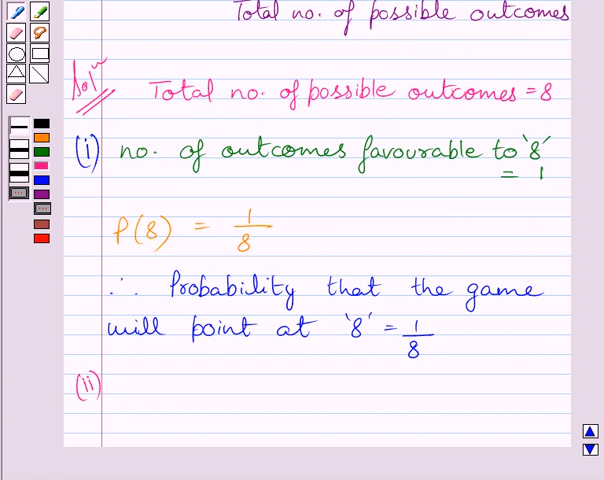 Total no. of possible outcomes
Solⁿ Total no. of possible outcomes = 8
(i) no. of outcomes favourable to '8'
= 1
P(8) = 1/8
∴ Probability that the game
will point at '8' = 1/8
(ii)